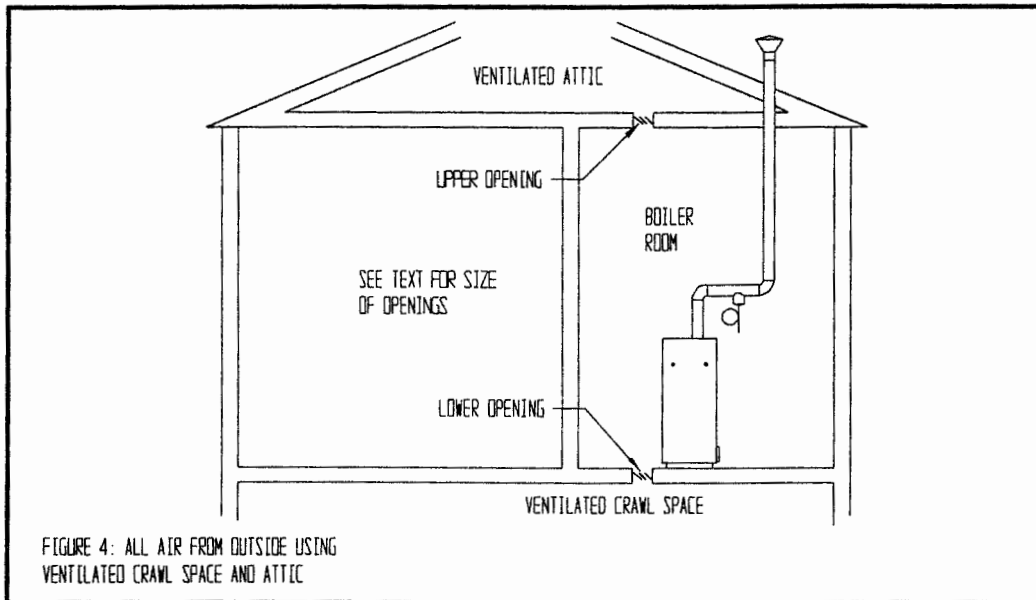 VENTILATED ATTIC
UPPER OPENING
BOILER
ROOM
SEE TEXT FOR SIZE
OF OPENINGS
LOWER OPENING
VENTILATED CRAWL SPACE
FIGURE 4: ALL AIR FROM OUTSIDE USING
VENTILATED CRAWL SPACE AND ATTIC